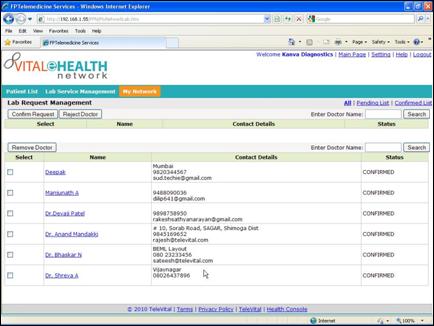 FPTelemedicine Services - Windows Internet Explorer
http://192.168.1.55/FPMyMyNetworkLab.htm
Google
File Edit View Favorites Tools Help
Favorites FPTelemedicine Services Page Safety Tools
Welcome Kanva Diagnostics | Main Page | Setting | Help | Logout
VITAL e HEALTH
network
Patient List Lab Service Management My Network
Lab Request Management All | Pending List | Confirmed List
Confirm Request Reject Doctor Enter Doctor Name: Search
Select Name Contact Details Status
Remove Doctor Enter Doctor Name: Search
Select Name Contact Details Status
Mumbai
Deepak 9820344567 CONFIRMED
sud.techie@gmail.com
Manjunath A 9488090036 CONFIRMED
dilip641@gmail.com
Dr.Devasi Patel 9898758950 CONFIRMED
rakeshsathyanarayan@gmail.com
# 10, Sorab Road, SAGAR, Shimoga Dist
Dr. Anand Mandakki 9845169652 CONFIRMED
rajesh@televital.com
BEML Layout
Dr. Bhaskar N 080 23233456 CONFIRMED
sateesh@televital.com
Vijaynagar
Dr. Shreya A 08026437896 CONFIRMED
© 2010 TeleVital | Terms | Privacy Policy | TeleVital | Health Console
Internet 100%